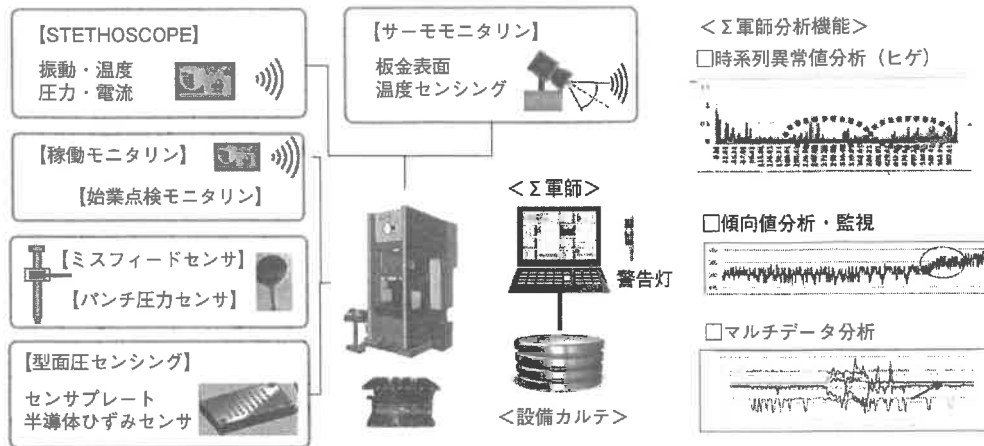 【STETHOSCOPE】
振動・温度
圧力・電流
【サーモモニタリン】
板金表面
温度センシング
【稼働モニタリン】
【始業点検モニタリン】
【ミスフィードセンサ】
【パンチ圧力センサ】
【型面圧センシング】
センサプレート
半導体ひずみセンサ
＜Σ軍師＞
警告灯
＜設備カルテ＞
＜Σ軍師分析機能＞
□時系列異常値分析（ヒゲ）
□傾向値分析・監視
□マルチデータ分析